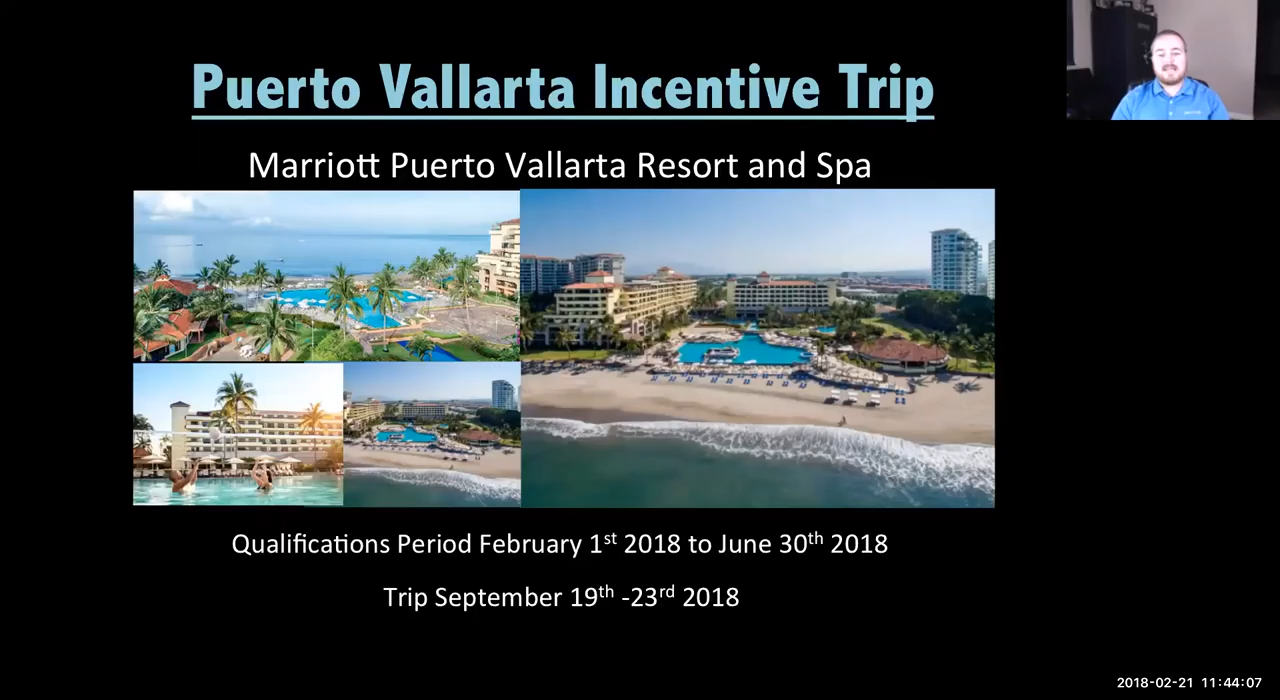 Puerto Vallarta Incentive Trip
Marriott Puerto Vallarta Resort and Spa
Qualifications Period February 1st 2018 to June 30th 2018
Trip September 19th -23rd 2018
2018-02-21 11:44:07